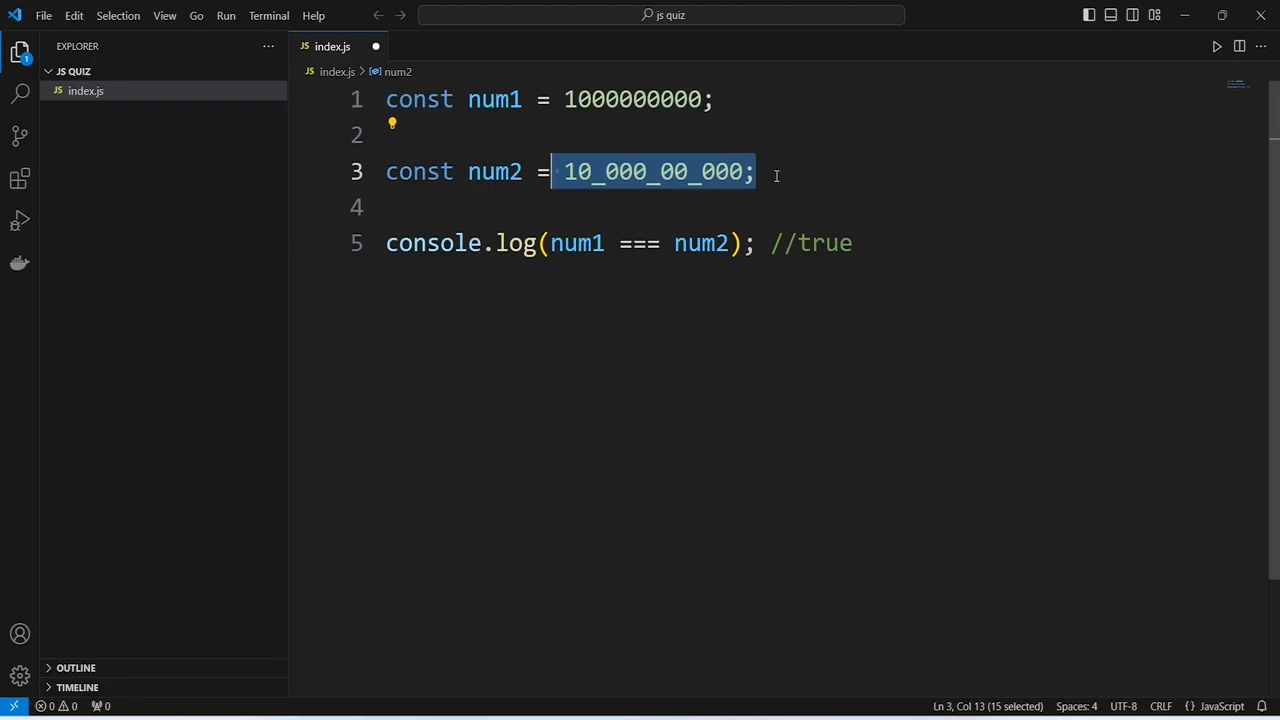 File Edit Selection View Go Run Terminal Help
js quiz
EXPLORER
JS index.js
JS QUIZ
JS index.js > num2
JS index.js
1 const num1 = 1000000000;
2
3 const num2 = 10_000_00_000;
4
5 console.log(num1 === num2); //true
OUTLINE
TIMELINE
0 0 0
Ln 3, Col 13 (15 selected) Spaces: 4 UTF-8 CRLF {} JavaScript